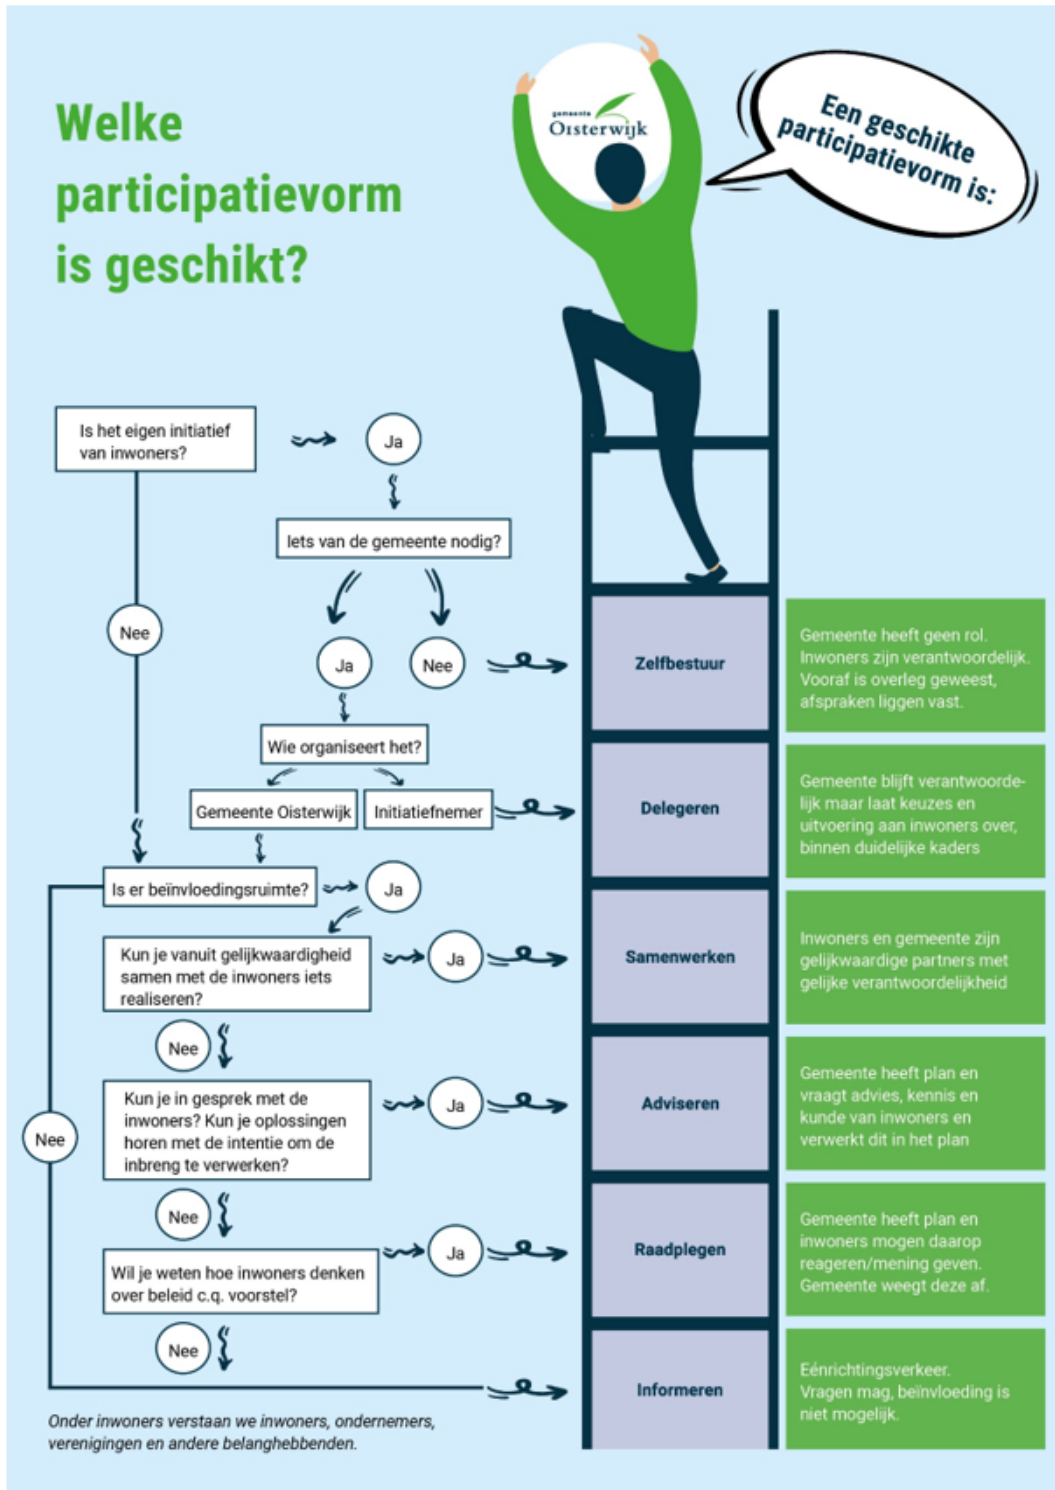 Welke
participatievorm
is geschikt?
gemeente
Oisterwijk
Een geschikte
participatievorm is:
Is het eigen initiatief
van inwoners?
Ja
Iets van de gemeente nodig?
Nee
Ja
Nee
Wie organiseert het?
Gemeente Oisterwijk
Initiatiefnemer
Is er beïnvloedingsruimte?
Ja
Kun je vanuit gelijkwaardigheid
samen met de inwoners iets
realiseren?
Ja
Nee
Kun je in gesprek met de
inwoners? Kun je oplossingen
horen met de intentie om de
inbreng te verwerken?
Ja
Nee
Nee
Wil je weten hoe inwoners denken
over beleid c.q. voorstel?
Ja
Nee
Zelfbestuur
Gemeente heeft geen rol.
Inwoners zijn verantwoordelijk.
Vooraf is overleg geweest,
afspraken liggen vast.
Delegeren
Gemeente blijft verantwoorde-
lijk maar laat keuzes en
uitvoering aan inwoners over,
binnen duidelijke kaders
Samenwerken
Inwoners en gemeente zijn
gelijkwaardige partners met
gelijke verantwoordelijkheid
Adviseren
Gemeente heeft plan en
vraagt advies, kennis en
kunde van inwoners en
verwerkt dit in het plan
Raadplegen
Gemeente heeft plan en
inwoners mogen daarop
reageren/mening geven.
Gemeente weegt deze af.
Informeren
Eénrichtingsverkeer.
Vragen mag, beïnvloeding is
niet mogelijk.
Onder inwoners verstaan we inwoners, ondernemers,
verenigingen en andere belanghebbenden.